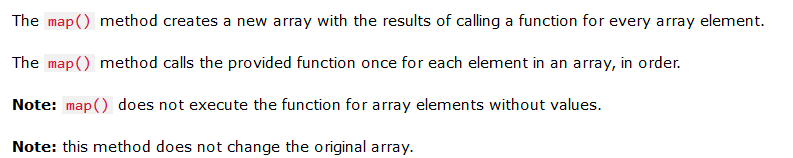 The map() method creates a new array with the results of calling a function for every array element.
The map() method calls the provided function once for each element in an array, in order.
Note: map() does not execute the function for array elements without values.
Note: this method does not change the original array.